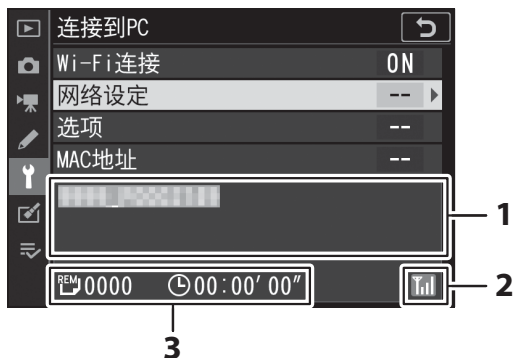 连接到PC
Wi-Fi连接 ON
网络设定 --
选项 --
MAC地址 --
1
REM 0000 00:00′00″
2
3